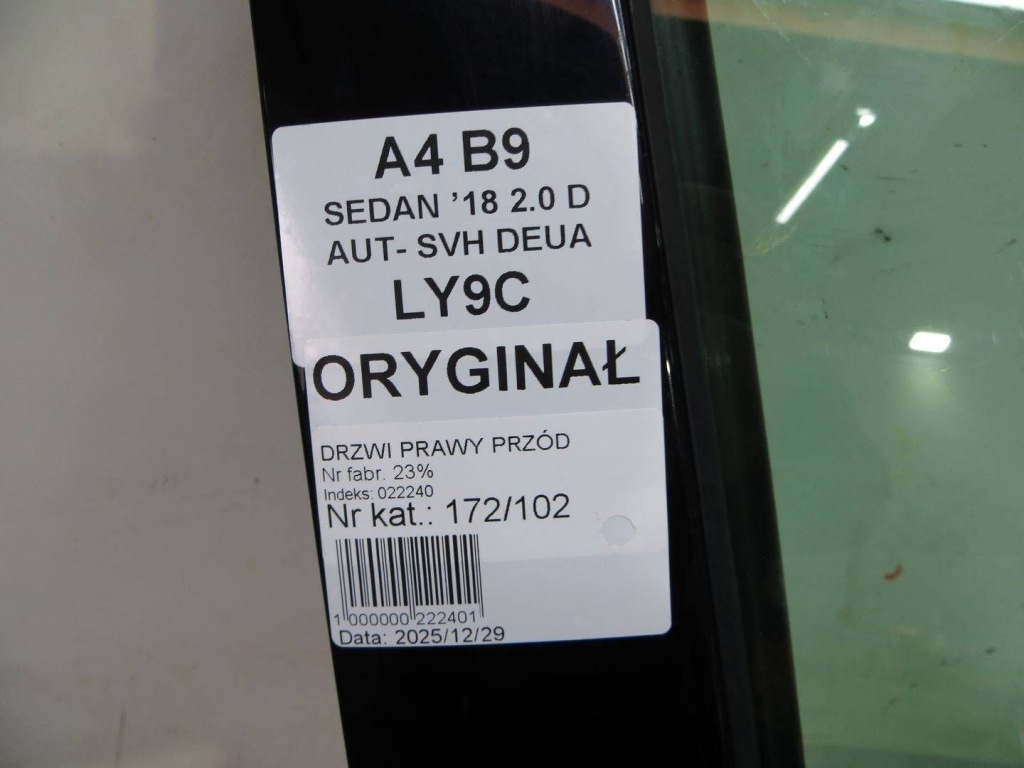 A4 B9
SEDAN ’18 2.0 D
AUT- SVH DEUA
LY9C
ORYGINAŁ
DRZWI PRAWY PRZÓD
Nr fabr. 23%
Indeks: 022240
Nr kat.: 172/102
1 000000 222401
Data: 2025/12/29